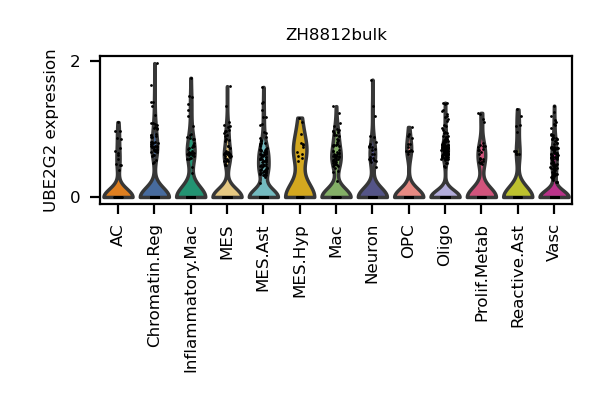 ZH8812bulk
UBE2G2 expression
2
0
AC
Chromatin.Reg
Inflammatory.Mac
MES
MES.Ast
MES.Hyp
Mac
Neuron
OPC
Oligo
Prolif.Metab
Reactive.Ast
Vasc